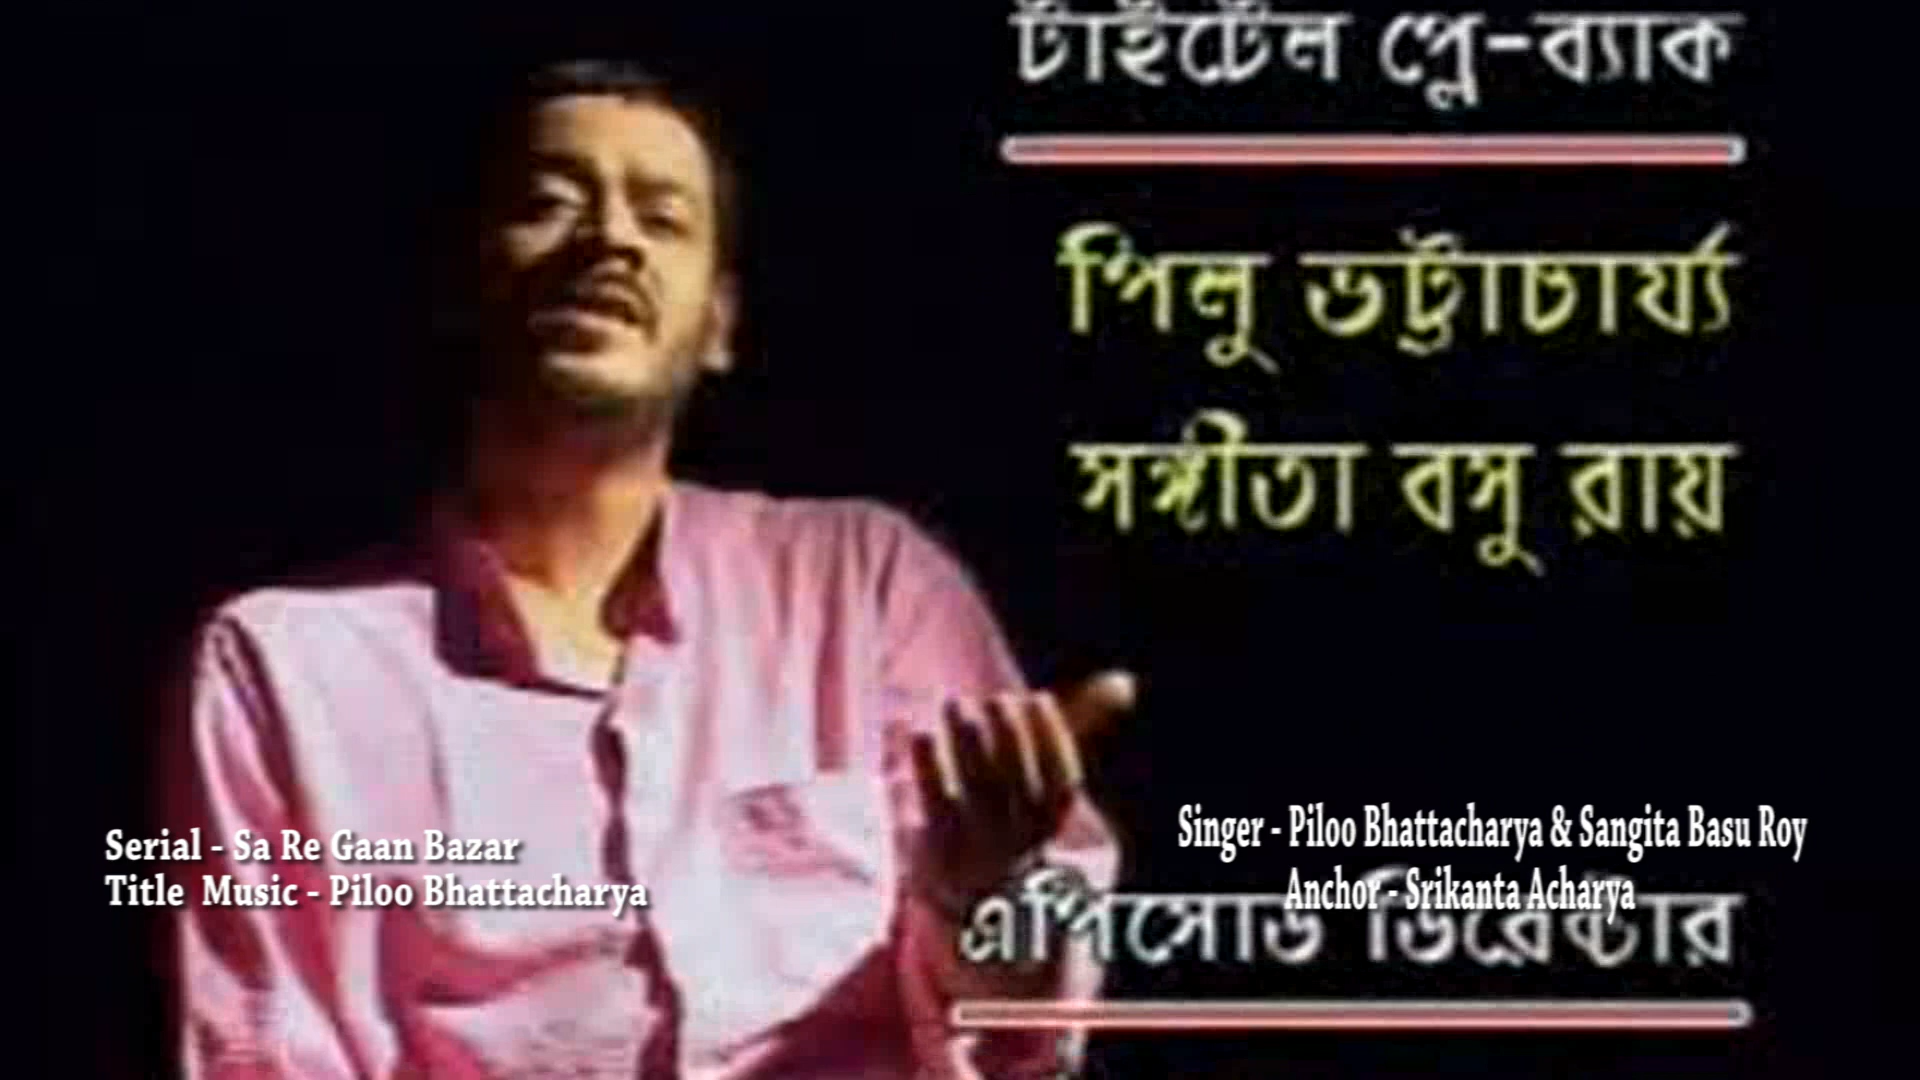 টাইটেল প্লে-ব্যাক
পিলু ভট্টাচার্য্য
সঙ্গীতা বসু রায়
Serial - Sa Re Gaan Bazar
Title Music - Piloo Bhattacharya
Singer - Piloo Bhattacharya & Sangita Basu Roy
Anchor - Srikanta Acharya
এপিসোড ডিরেক্টার